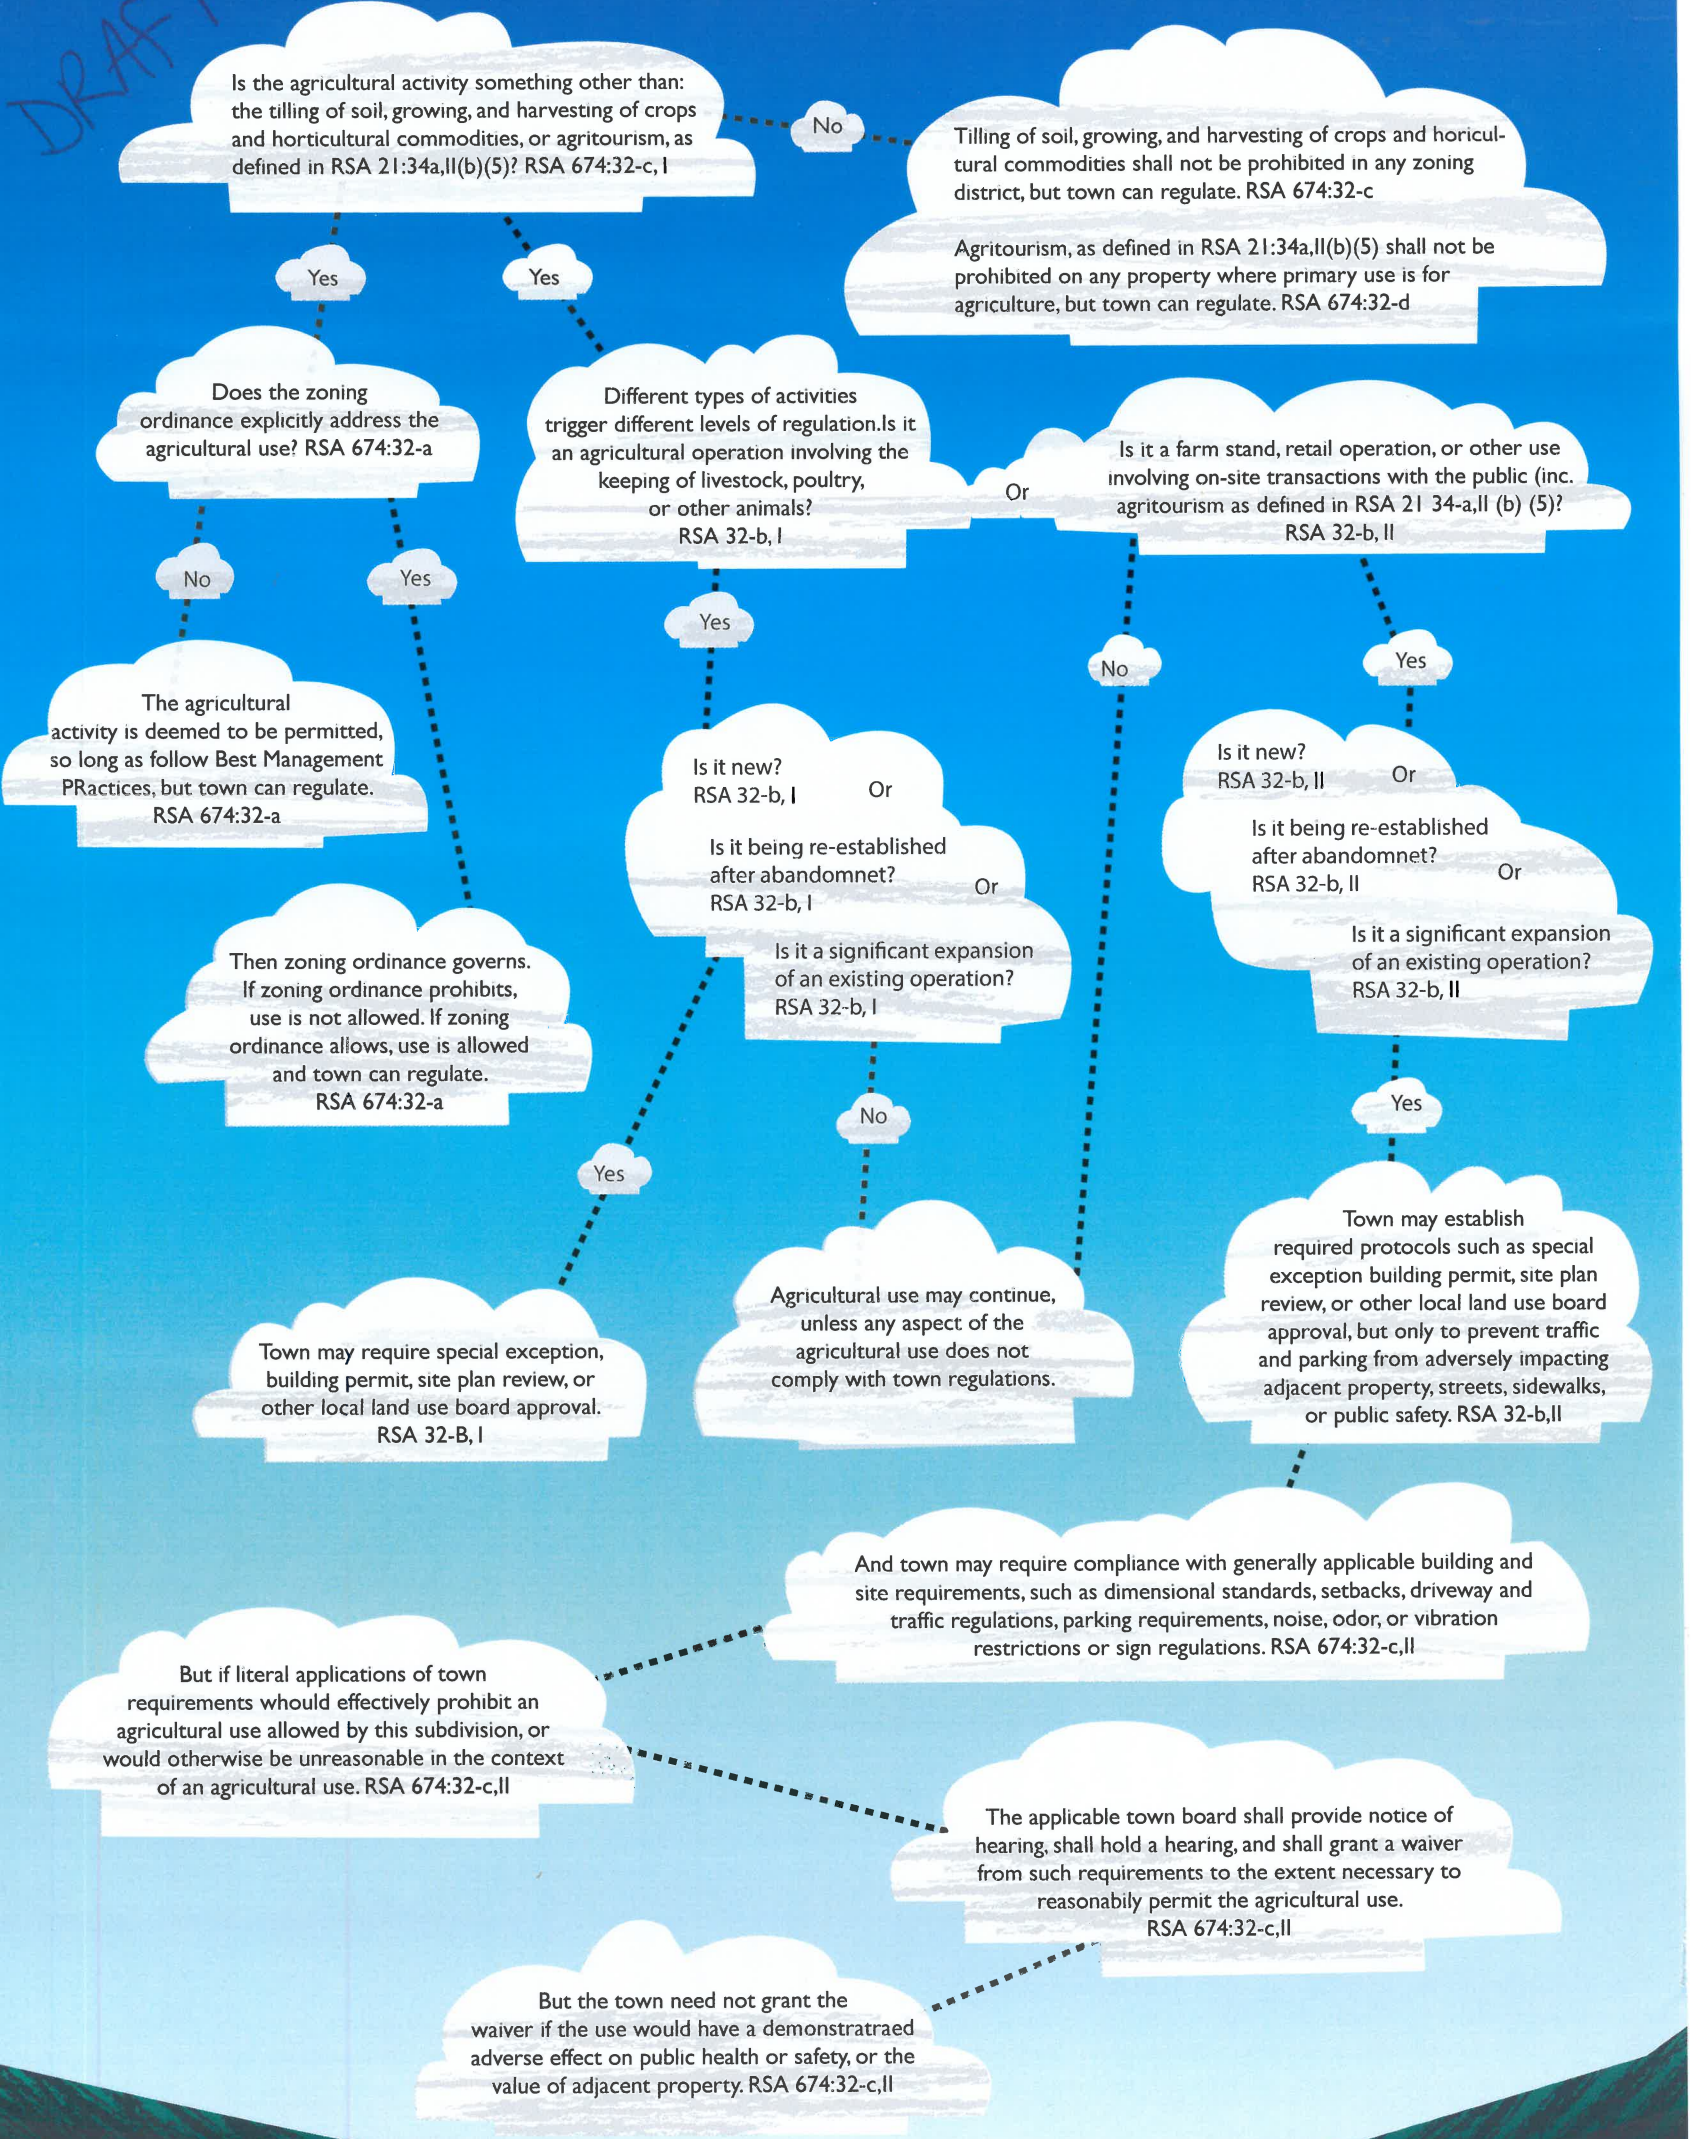 DRAFT
Is the agricultural activity something other than:
the tilling of soil, growing, and harvesting of crops
and horticultural commodities, or agritourism, as
defined in RSA 21:34a,II(b)(5)? RSA 674:32-c, I
No
Tilling of soil, growing, and harvesting of crops and horicul-
tural commodities shall not be prohibited in any zoning
district, but town can regulate. RSA 674:32-c
Agritourism, as defined in RSA 21:34a,II(b)(5) shall not be
prohibited on any property where primary use is for
agriculture, but town can regulate. RSA 674:32-d
Yes
Yes
Does the zoning
ordinance explicitly address the
agricultural use? RSA 674:32-a
Different types of activities
trigger different levels of regulation.Is it
an agricultural operation involving the
keeping of livestock, poultry,
or other animals?
RSA 32-b, I
Or
Is it a farm stand, retail operation, or other use
involving on-site transactions with the public (inc.
agritourism as defined in RSA 21 34-a,II (b) (5)?
RSA 32-b, II
No
Yes
Yes
No
Yes
The agricultural
activity is deemed to be permitted,
so long as follow Best Management
PRactices, but town can regulate.
RSA 674:32-a
Is it new?
RSA 32-b, I
Or
Is it being re-established
after abandomnet?
RSA 32-b, I
Or
Is it a significant expansion
of an existing operation?
RSA 32-b, I
Is it new?
RSA 32-b, II
Or
Is it being re-established
after abandomnet?
RSA 32-b, II
Or
Is it a significant expansion
of an existing operation?
RSA 32-b, II
Then zoning ordinance governs.
If zoning ordinance prohibits,
use is not allowed. If zoning
ordinance allows, use is allowed
and town can regulate.
RSA 674:32-a
Yes
No
Yes
Town may require special exception,
building permit, site plan review, or
other local land use board approval.
RSA 32-B, I
Agricultural use may continue,
unless any aspect of the
agricultural use does not
comply with town regulations.
Town may establish
required protocols such as special
exception building permit, site plan
review, or other local land use board
approval, but only to prevent traffic
and parking from adversely impacting
adjacent property, streets, sidewalks,
or public safety. RSA 32-b,II
And town may require compliance with generally applicable building and
site requirements, such as dimensional standards, setbacks, driveway and
traffic regulations, parking requirements, noise, odor, or vibration
restrictions or sign regulations. RSA 674:32-c,II
But if literal applications of town
requirements whould effectively prohibit an
agricultural use allowed by this subdivision, or
would otherwise be unreasonable in the context
of an agricultural use. RSA 674:32-c,II
The applicable town board shall provide notice of
hearing, shall hold a hearing, and shall grant a waiver
from such requirements to the extent necessary to
reasonabily permit the agricultural use.
RSA 674:32-c,II
But the town need not grant the
waiver if the use would have a demonstratraed
adverse effect on public health or safety, or the
value of adjacent property. RSA 674:32-c,II